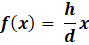 f(x) = h/d x